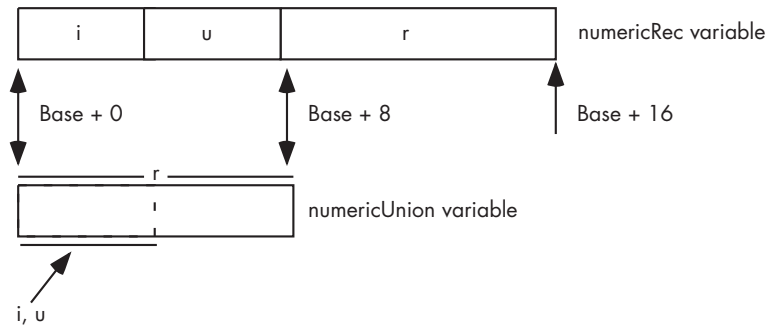 i u r numericRec variable
Base + 0 Base + 8 Base + 16
r
numericUnion variable
i, u